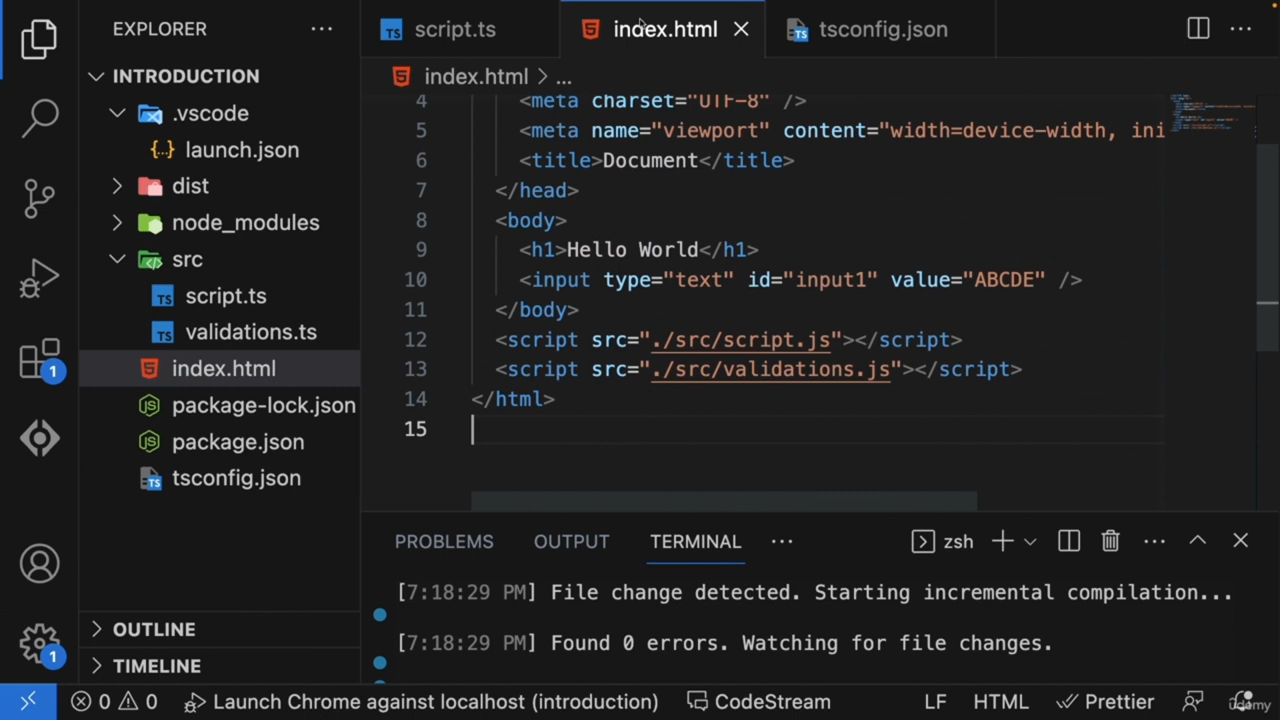 EXPLORER
INTRODUCTION
.vscode
launch.json
dist
node_modules
src
script.ts
validations.ts
index.html
package-lock.json
package.json
tsconfig.json
OUTLINE
TIMELINE
1
1
script.ts
index.html
tsconfig.json
index.html > ...
4 <meta charset="UTF-8" />
5 <meta name="viewport" content="width=device-width, ini
6 <title>Document</title>
7 </head>
8 <body>
9 <h1>Hello World</h1>
10 <input type="text" id="input1" value="ABCDE" />
11 </body>
12 <script src="./src/script.js"></script>
13 <script src="./src/validations.js"></script>
14 </html>
15
PROBLEMS OUTPUT TERMINAL ... zsh
[7:18:29 PM] File change detected. Starting incremental compilation...
[7:18:29 PM] Found 0 errors. Watching for file changes.
0 0 Launch Chrome against localhost (introduction) CodeStream LF HTML Prettier
ûdemy